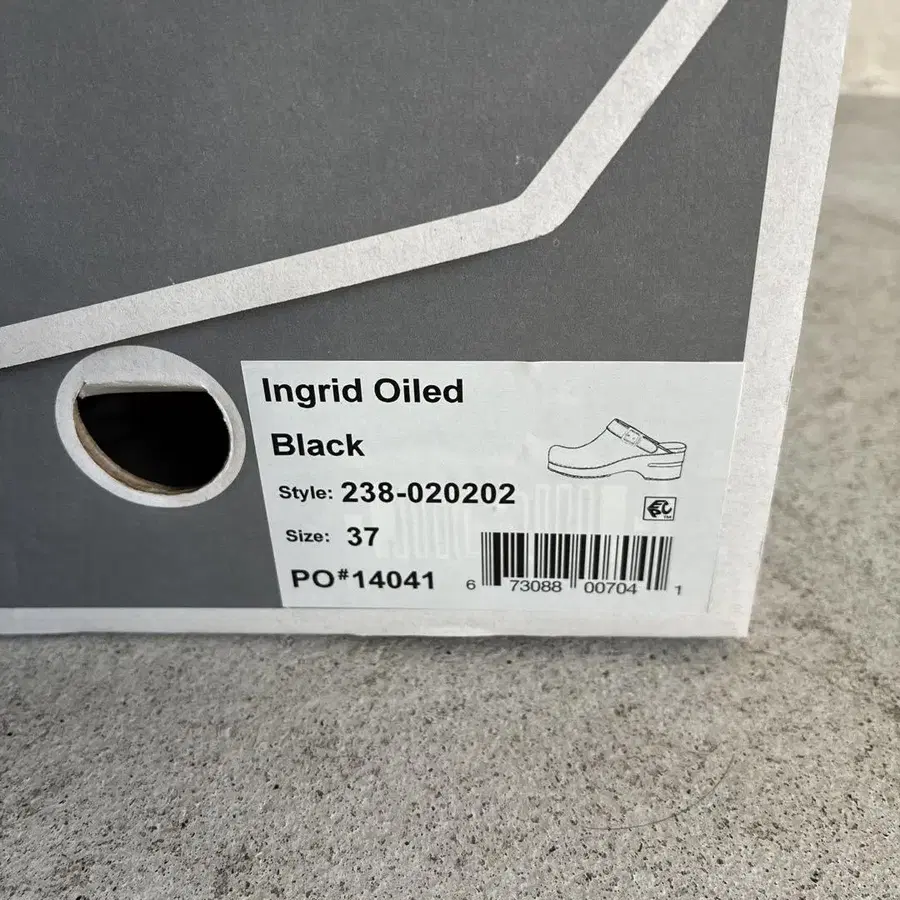 Ingrid Oiled
Black
Style: 238-020202
Size: 37
PO#14041
6 73088 00704 1